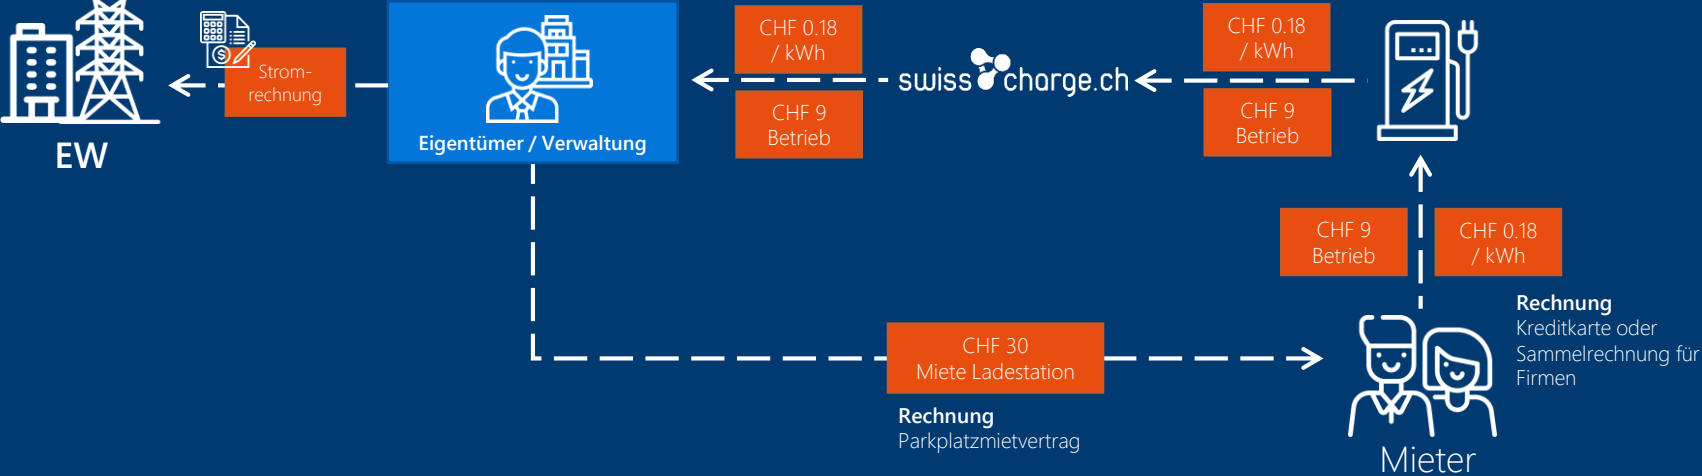 EW
Strom-
rechnung
Eigentümer / Verwaltung
CHF 0.18
/ kWh
CHF 9
Betrieb
swisscharge.ch
CHF 0.18
/ kWh
CHF 9
Betrieb
CHF 9
Betrieb
CHF 0.18
/ kWh
Rechnung
Kreditkarte oder
Sammelrechnung für
Firmen
CHF 30
Miete Ladestation
Rechnung
Parkplatzmietvertrag
Mieter